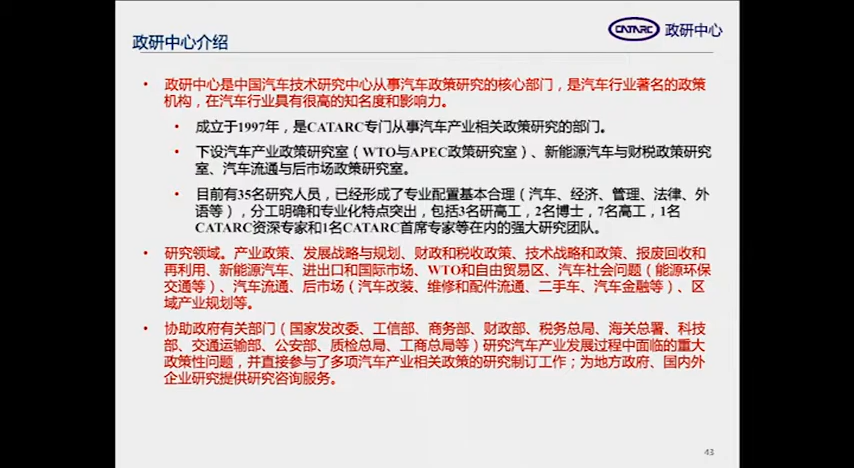 CATARC 政研中心
政研中心介绍
• 政研中心是中国汽车技术研究中心从事汽车政策研究的核心部门，是汽车行业著名的政策
机构，在汽车行业具有很高的知名度和影响力。
• 成立于1997年，是CATARC专门从事汽车产业相关政策研究的部门。
• 下设汽车产业政策研究室（WTO与APEC政策研究室）、新能源汽车与财税政策研究
室、汽车流通与后市场政策研究室。
• 目前有35名研究人员，已经形成了专业配置基本合理（汽车、经济、管理、法律、外
语等），分工明确和专业化特点突出，包括3名研高工，2名博士，7名高工，1名
CATARC资深专家和1名CATARC首席专家等在内的强大研究团队。
• 研究领域。产业政策、发展战略与规划、财政和税收政策、技术战略和政策、报废回收和
再利用、新能源汽车、进出口和国际市场、WTO和自由贸易区、汽车社会问题（能源环保
交通等）、汽车流通、后市场（汽车改装、维修和配件流通、二手车、汽车金融等）、区
域产业规划等。
• 协助政府有关部门（国家发改委、工信部、商务部、财政部、税务总局、海关总署、科技
部、交通运输部、公安部、质检总局、工商总局等）研究汽车产业发展过程中面临的重大
政策性问题，并直接参与了多项汽车产业相关政策的研究制订工作；为地方政府、国内外
企业研究提供研究咨询服务。
43